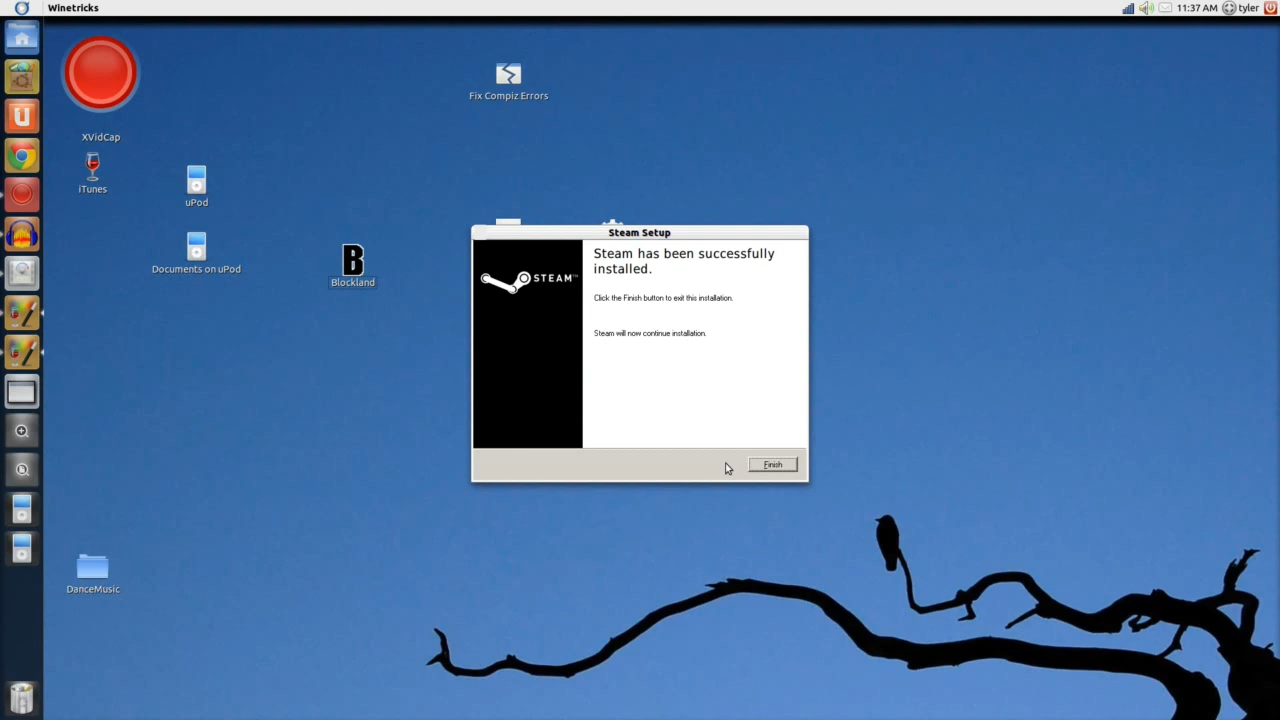 Winetricks
11:37 AM
tyler
XVidCap
Fix Compiz Errors
iTunes
uPod
Documents on uPod
Blockland
B
U
Steam Setup
STEAM™
Steam has been successfully
installed.
Click the Finish button to exit this installation.
Steam will now continue installation.
Finish
DanceMusic